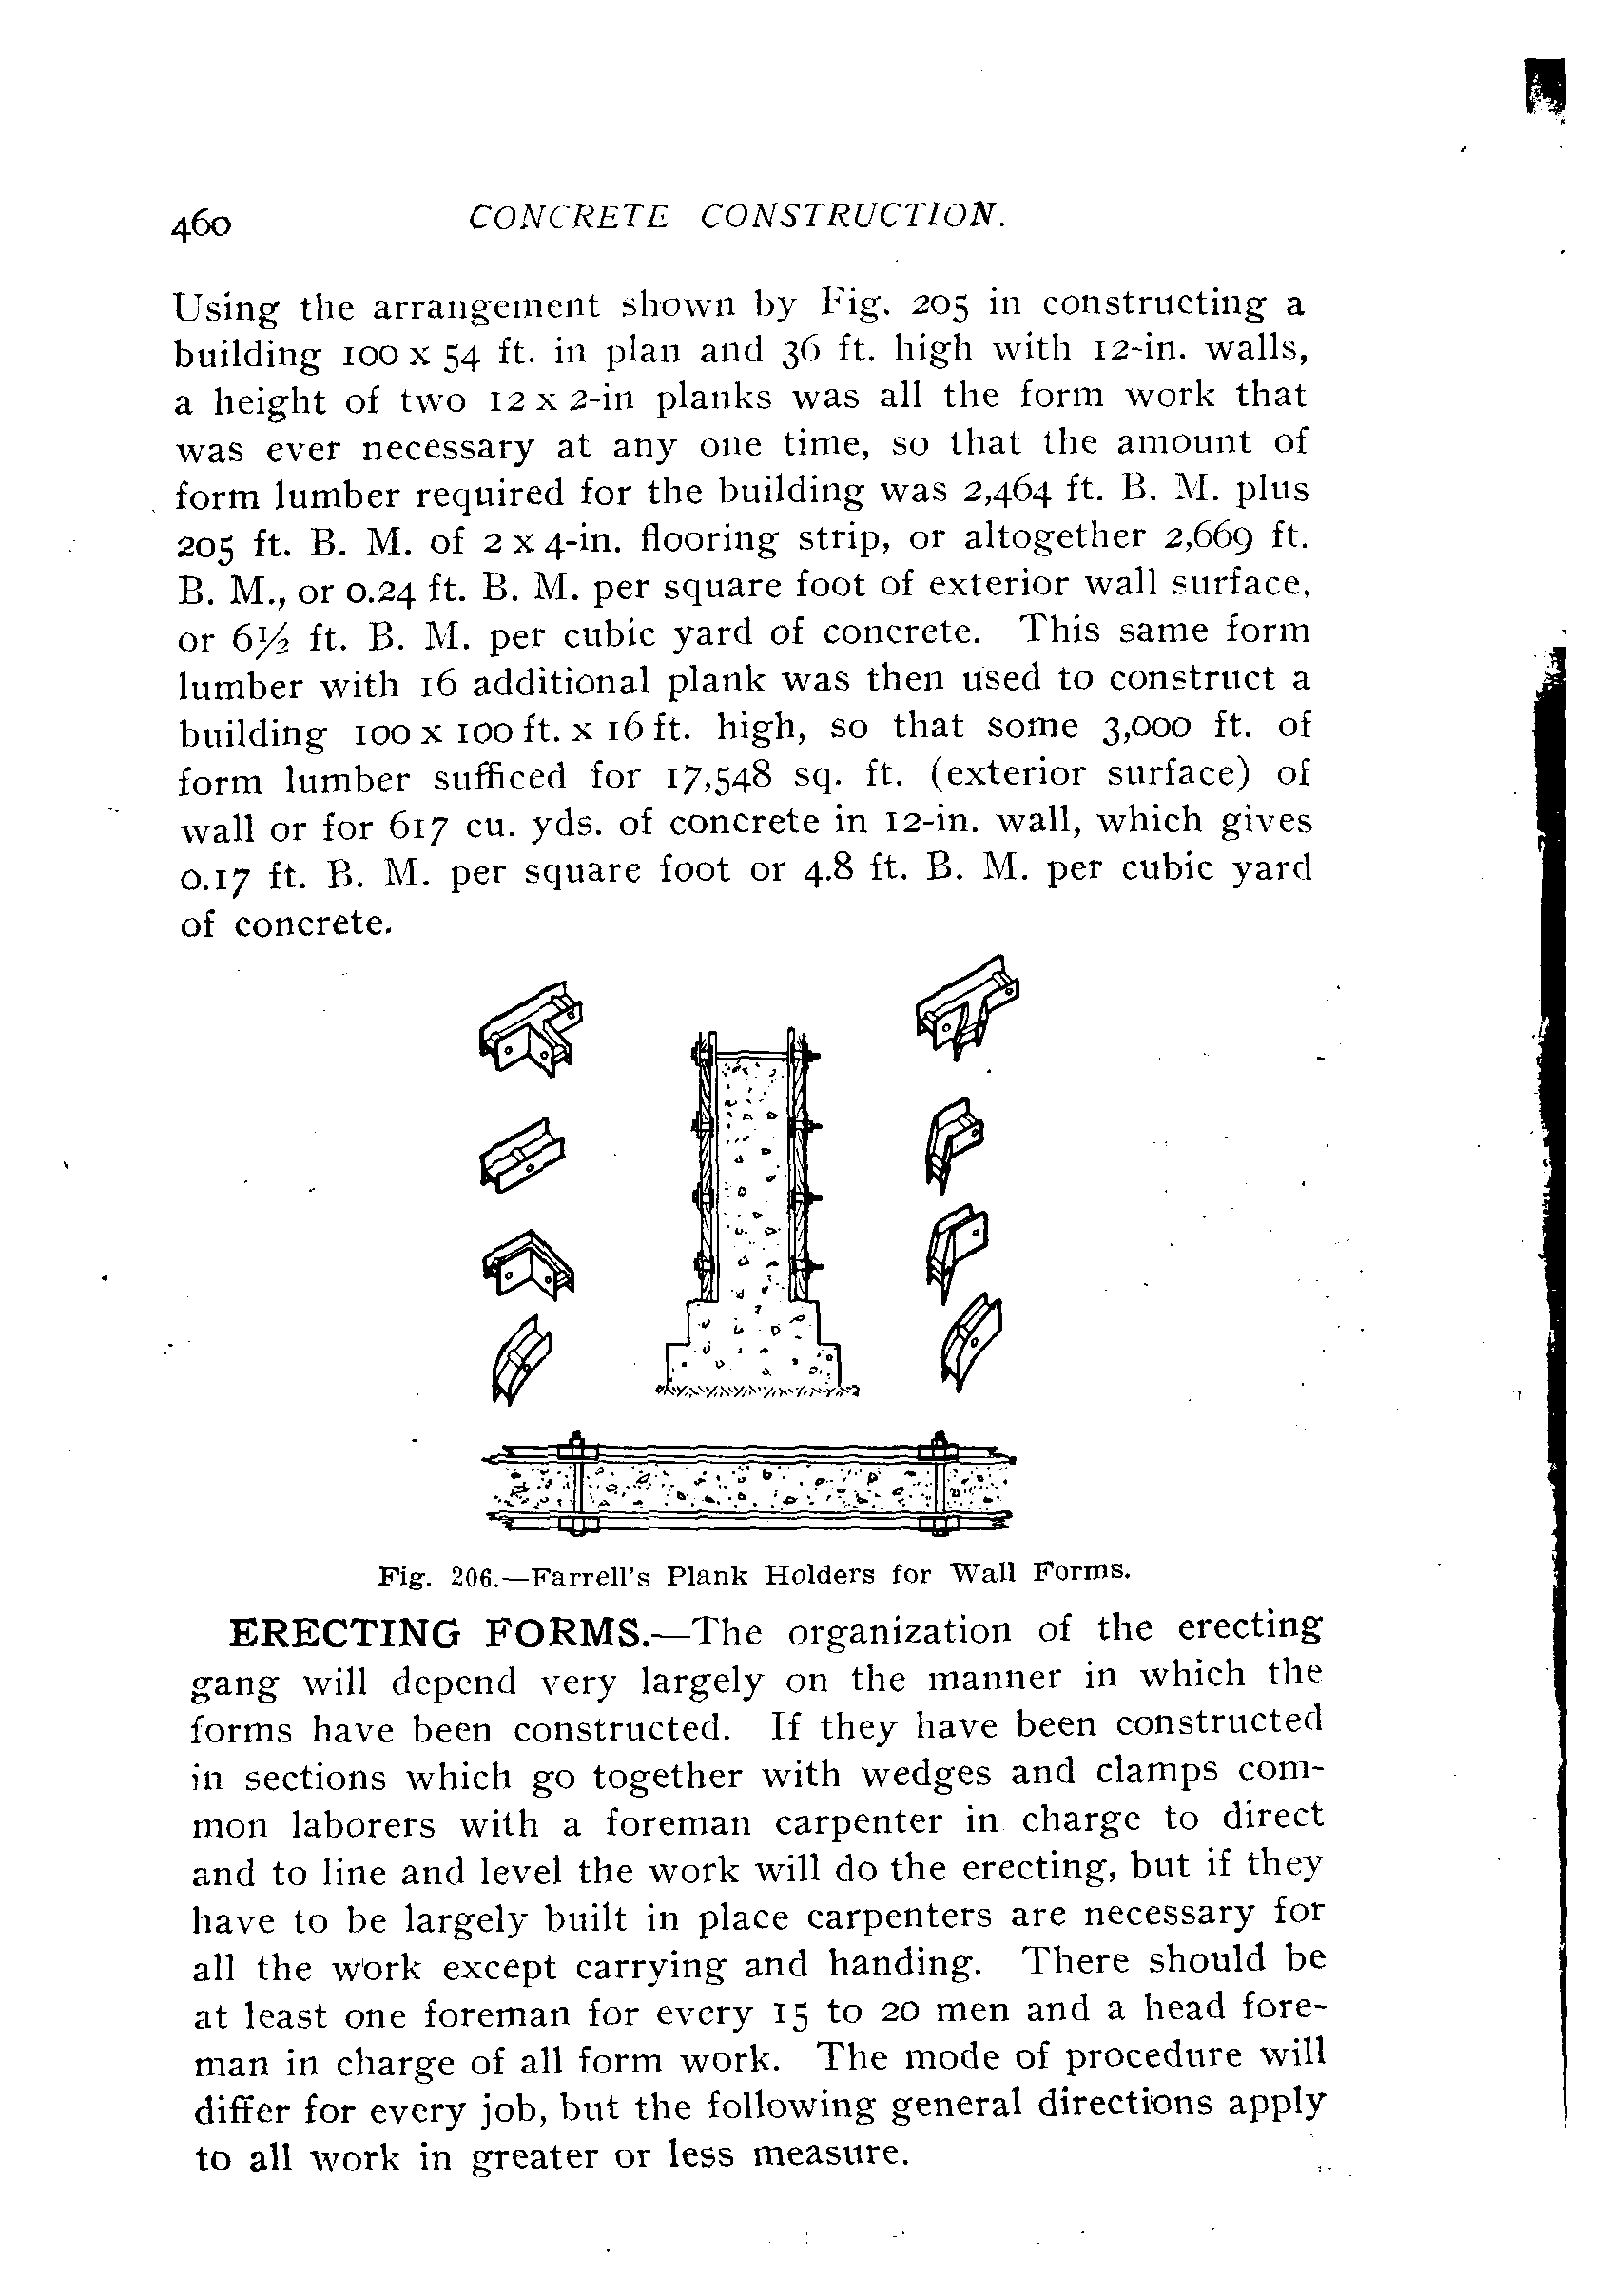 460 CONCRETE CONSTRUCTION.
Using the arrangement shown by Fig. 205 in constructing a
building 100 x 54 ft. in plan and 36 ft. high with 12-in. walls,
a height of two 12 x 2-in planks was all the form work that
was ever necessary at any one time, so that the amount of
form lumber required for the building was 2,464 ft. B. M. plus
205 ft. B. M. of 2 x 4-in. flooring strip, or altogether 2,669 ft.
B. M., or 0.24 ft. B. M. per square foot of exterior wall surface,
or 6½ ft. B. M. per cubic yard of concrete. This same form
lumber with 16 additional plank was then used to construct a
building 100 x 100 ft. x 16 ft. high, so that some 3,000 ft. of
form lumber sufficed for 17,548 sq. ft. (exterior surface) of
wall or for 617 cu. yds. of concrete in 12-in. wall, which gives
0.17 ft. B. M. per square foot or 4.8 ft. B. M. per cubic yard
of concrete.
Fig. 206.—Farrell's Plank Holders for Wall Forms.
ERECTING FORMS.—The organization of the erecting
gang will depend very largely on the manner in which the
forms have been constructed. If they have been constructed
in sections which go together with wedges and clamps com-
mon laborers with a foreman carpenter in charge to direct
and to line and level the work will do the erecting, but if they
have to be largely built in place carpenters are necessary for
all the work except carrying and handing. There should be
at least one foreman for every 15 to 20 men and a head fore-
man in charge of all form work. The mode of procedure will
differ for every job, but the following general directions apply
to all work in greater or less measure.